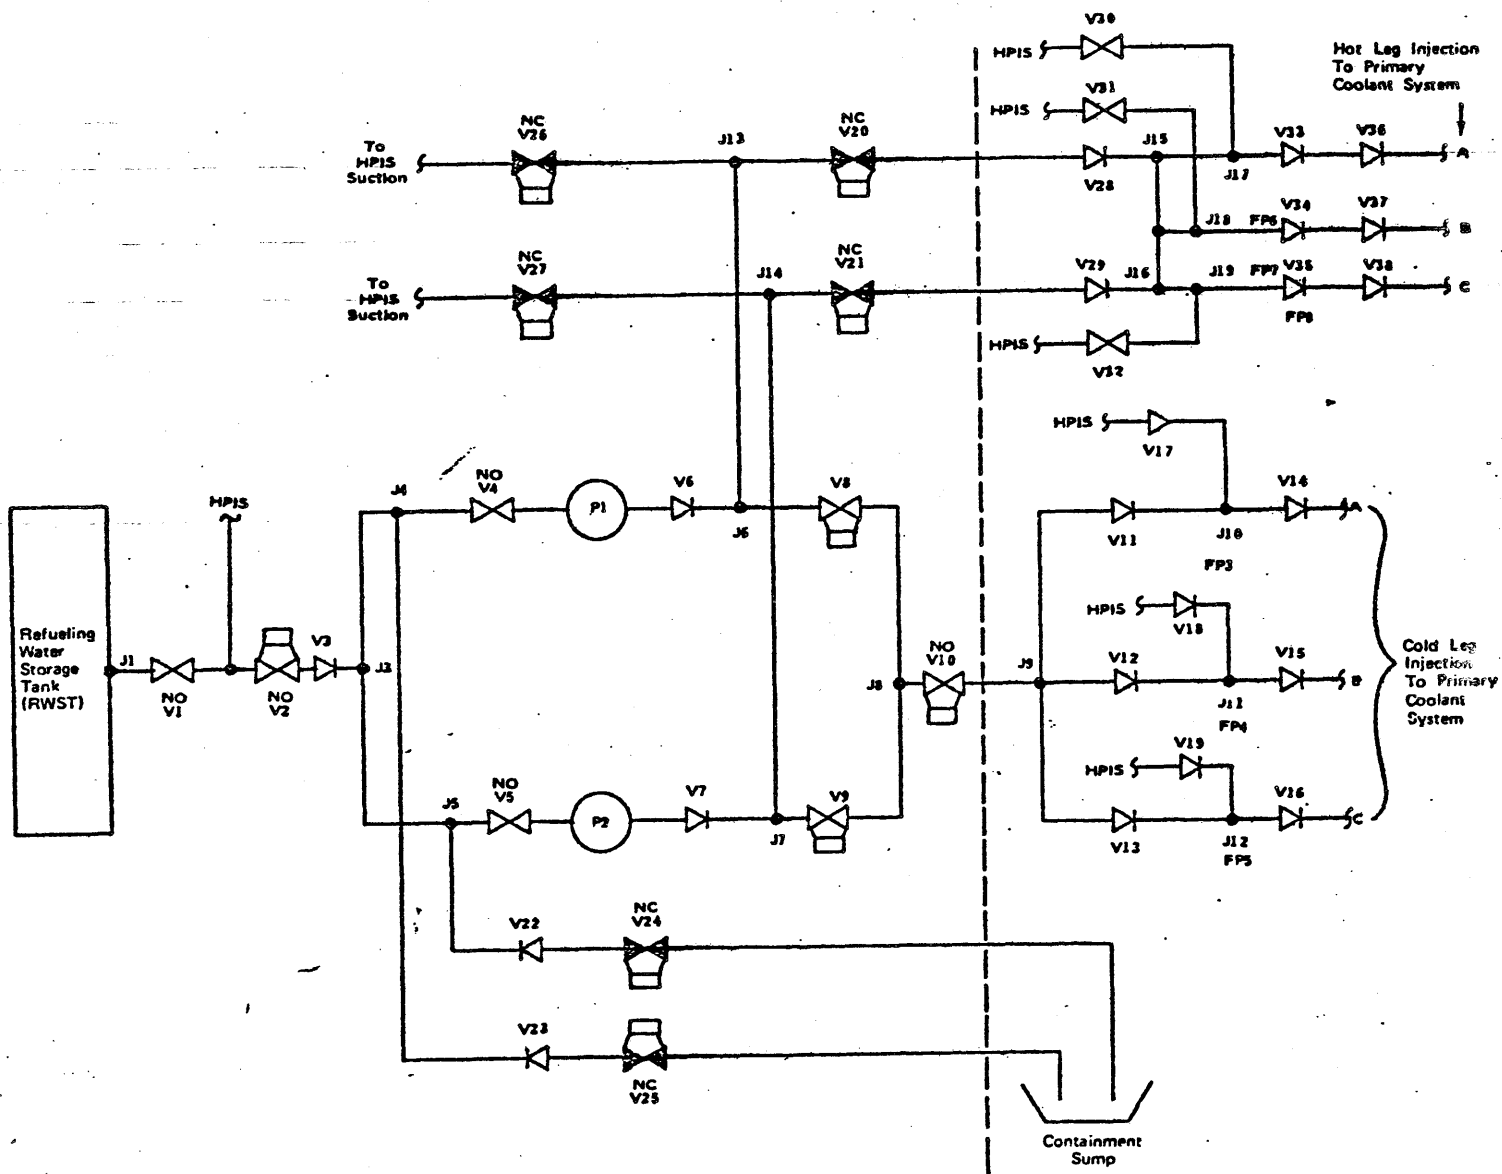 V30
HPIS
Hot Leg Injection
To Primary
Coolant System
V31
HPIS
NC
V26
J13
NC
V20
J15
V33
V36
A
To
HPIS
Suction
V28
J17
V34
V37
J18
FP6
B
NC
V27
J14
NC
V21
V29
J16
J19
FP7
V35
V38
C
To
HPIS
Suction
FP8
HPIS
V32
HPIS
V17
HPIS
J4
NO
V4
P1
V6
J6
V8
V14
A
V11
J10
FP3
HPIS
V18
Refueling
Water
Storage
Tank
(RWST)
J1
NO
V1
NO
V2
V3
J3
J8
NO
V10
J9
V12
V15
B
J11
FP4
Cold Leg
Injection
To Primary
Coolant
System
V19
HPIS
J5
NO
V5
P2
V7
J7
V9
V16
C
V13
J12
FP5
V22
NC
V24
V23
NC
V25
Containment
Sump